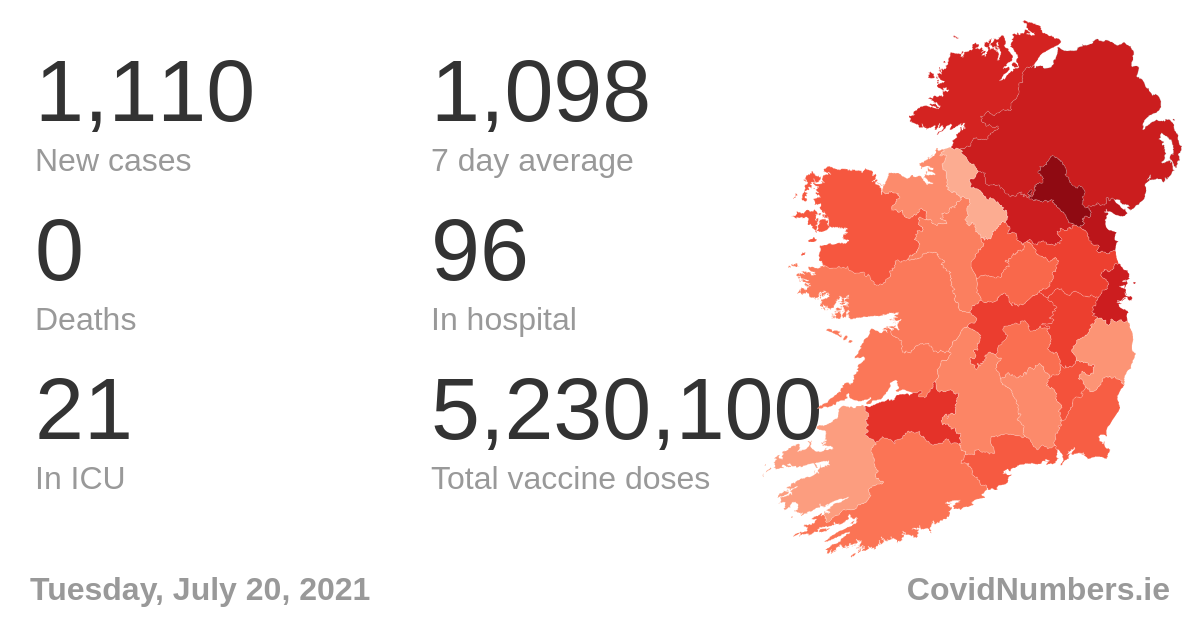 1,110
New cases
1,098
7 day average
0
Deaths
96
In hospital
21
In ICU
5,230,100
Total vaccine doses
Tuesday, July 20, 2021
CovidNumbers.ie